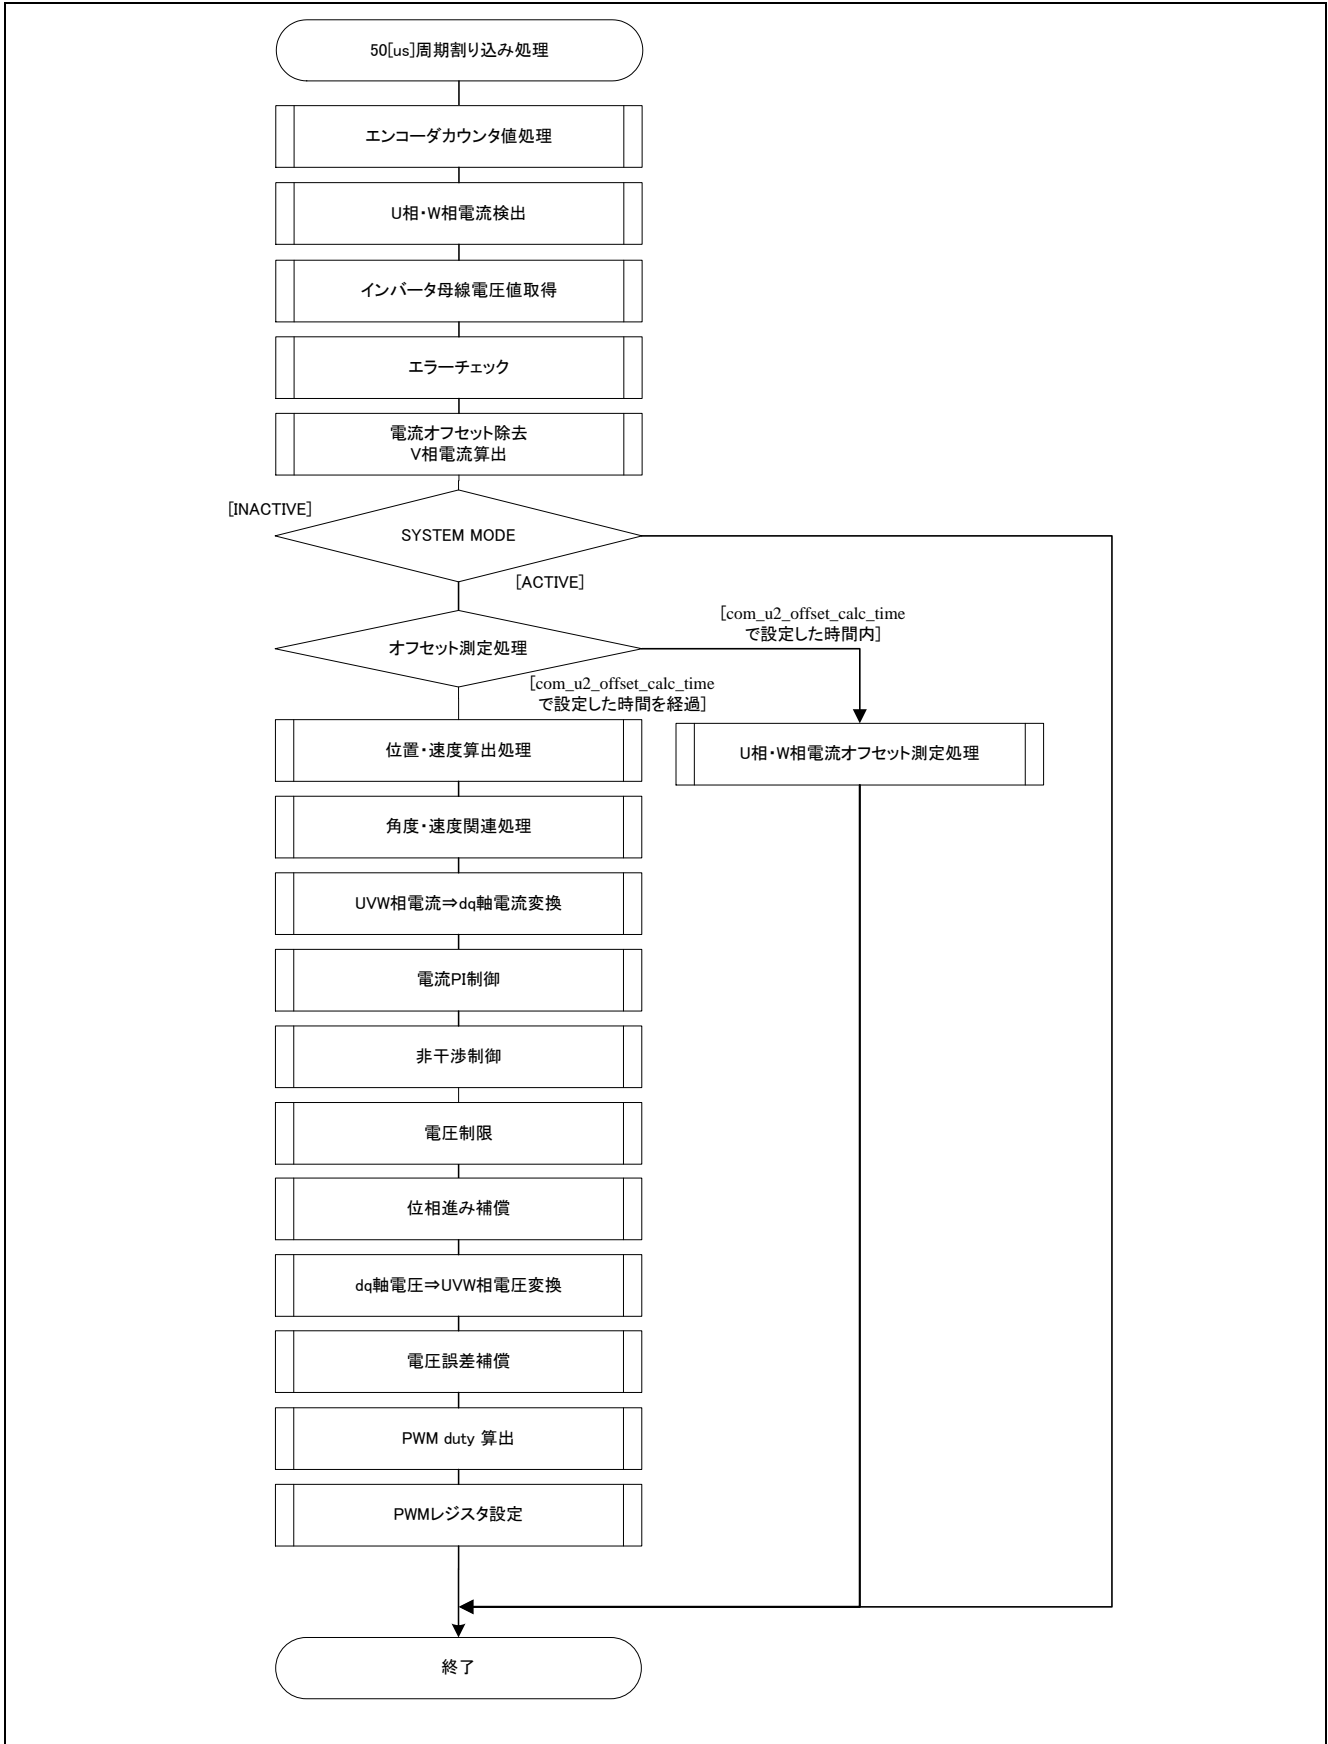 50[us]周期割り込み処理
エンコーダカウンタ値処理
U相・W相電流検出
インバータ母線電圧値取得
エラーチェック
電流オフセット除去
V相電流算出
[INACTIVE]
SYSTEM MODE
[ACTIVE]
オフセット測定処理
[com_u2_offset_calc_time
で設定した時間内]
[com_u2_offset_calc_time
で設定した時間を経過]
位置・速度算出処理
U相・W相電流オフセット測定処理
角度・速度関連処理
UVW相電流⇒dq軸電流変換
電流PI制御
非干渉制御
電圧制限
位相進み補償
dq軸電圧⇒UVW相電圧変換
電圧誤差補償
PWM duty 算出
PWMレジスタ設定
終了